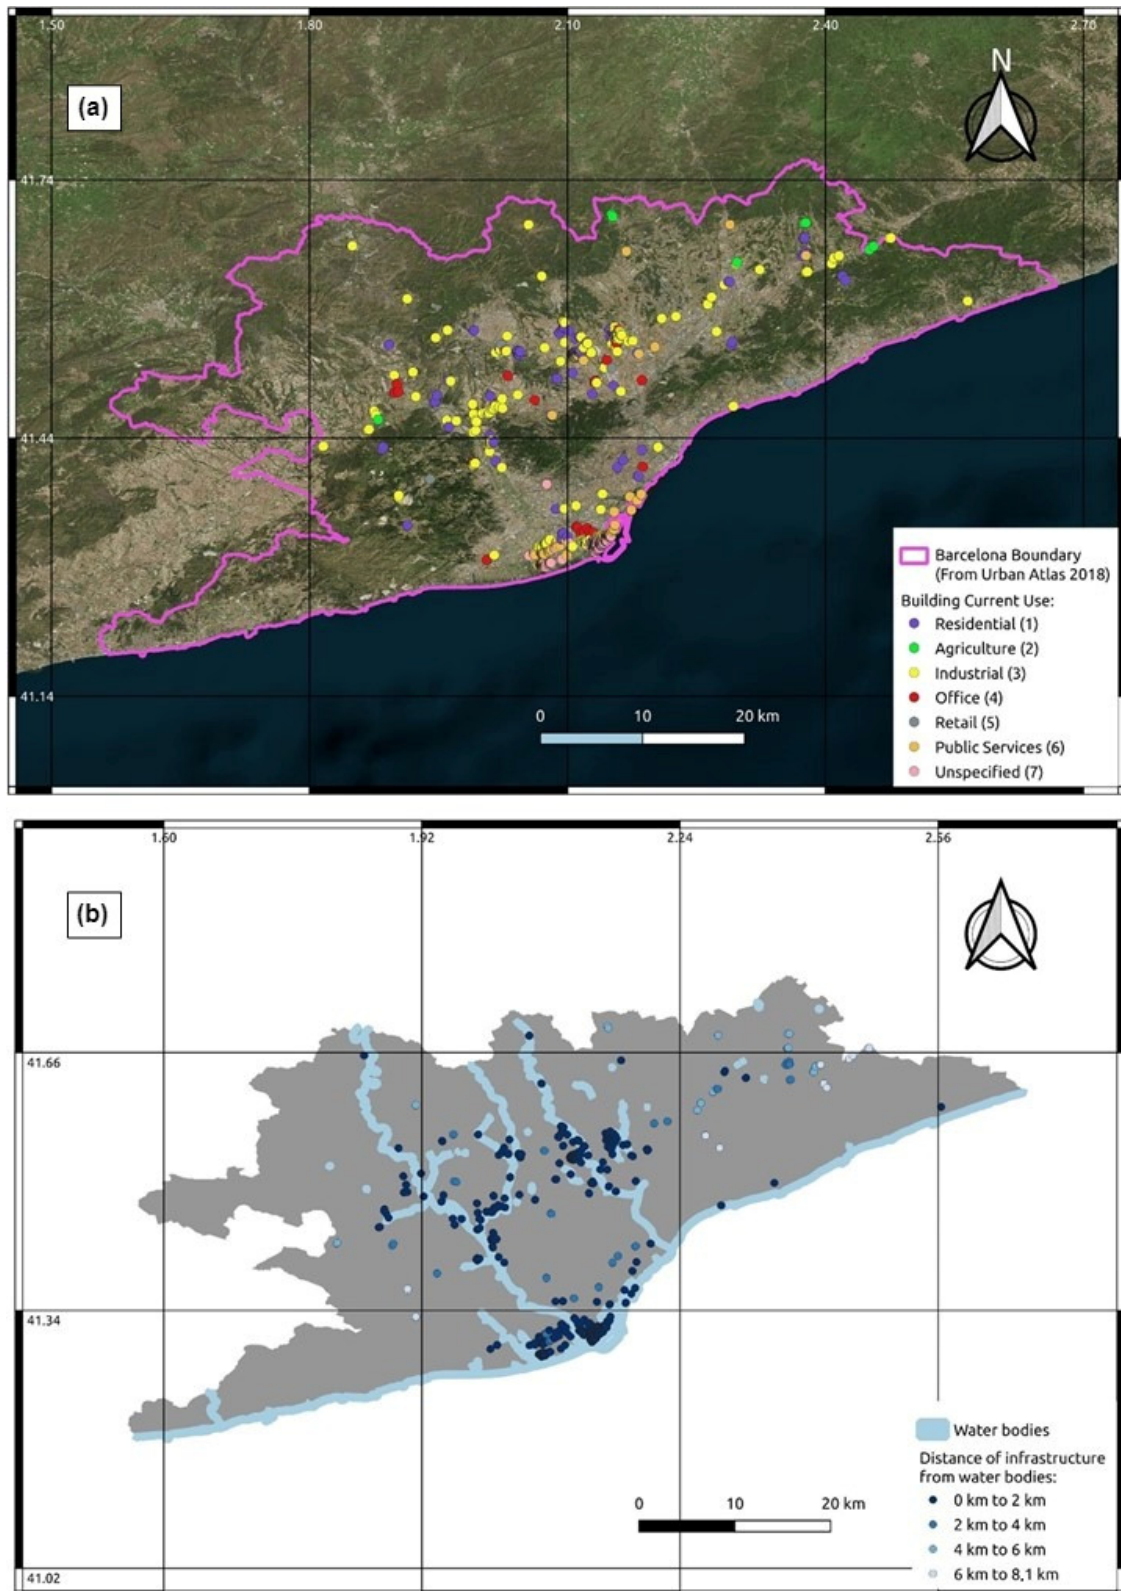 1.50 1.80 2.10 2.40 2.70
(a)
N
41.74
41.44
41.14
Barcelona Boundary
(From Urban Atlas 2018)
Building Current Use:
Residential (1)
Agriculture (2)
Industrial (3)
Office (4)
Retail (5)
Public Services (6)
Unspecified (7)
0 10 20 km
1.60 1.92 2.24 2.56
(b)
41.66
41.34
41.02
Water bodies
Distance of infrastructure
from water bodies:
0 km to 2 km
2 km to 4 km
4 km to 6 km
6 km to 8,1 km
0 10 20 km